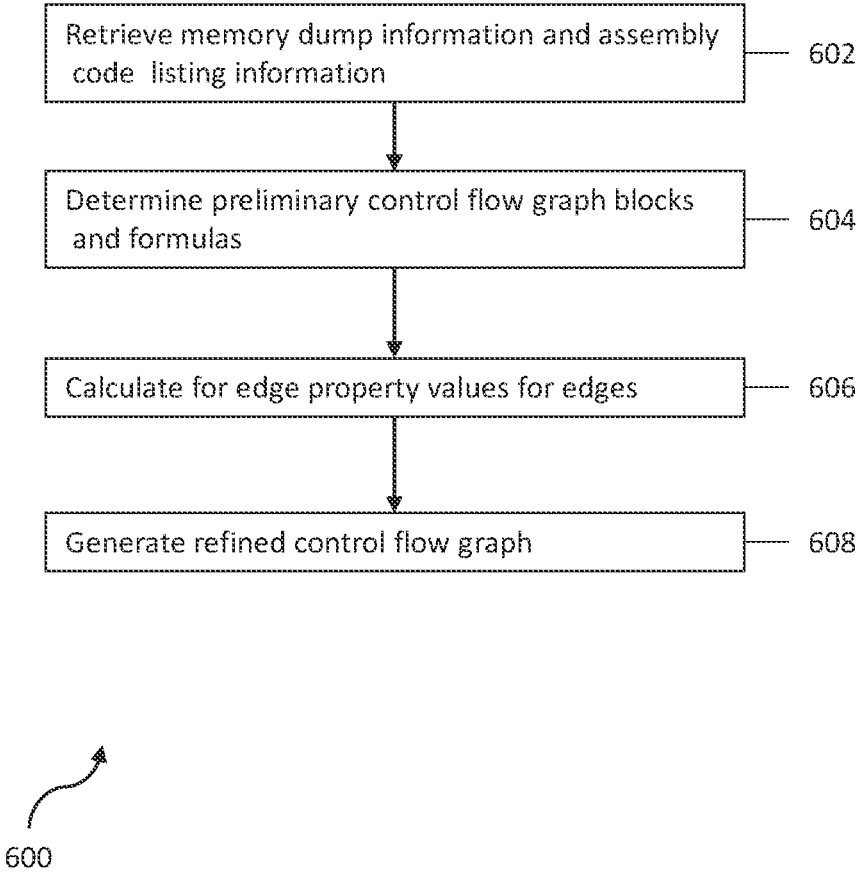 Retrieve memory dump information and assembly
code listing information
602
Determine preliminary control flow graph blocks
and formulas
604
Calculate for edge property values for edges
606
Generate refined control flow graph
608
600